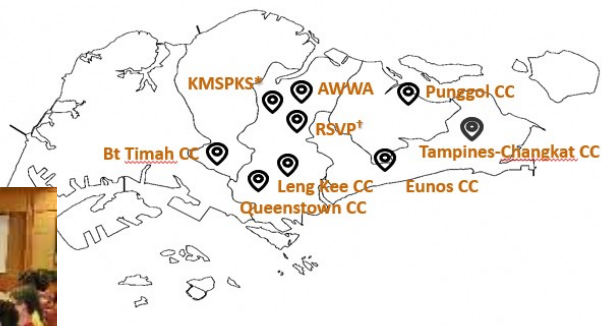 KMSPKS*
AWWA
Punggol CC
RSVP†
Bt Timah CC
Tampines-Changkat CC
Leng Kee CC
Eunos CC
Queenstown CC